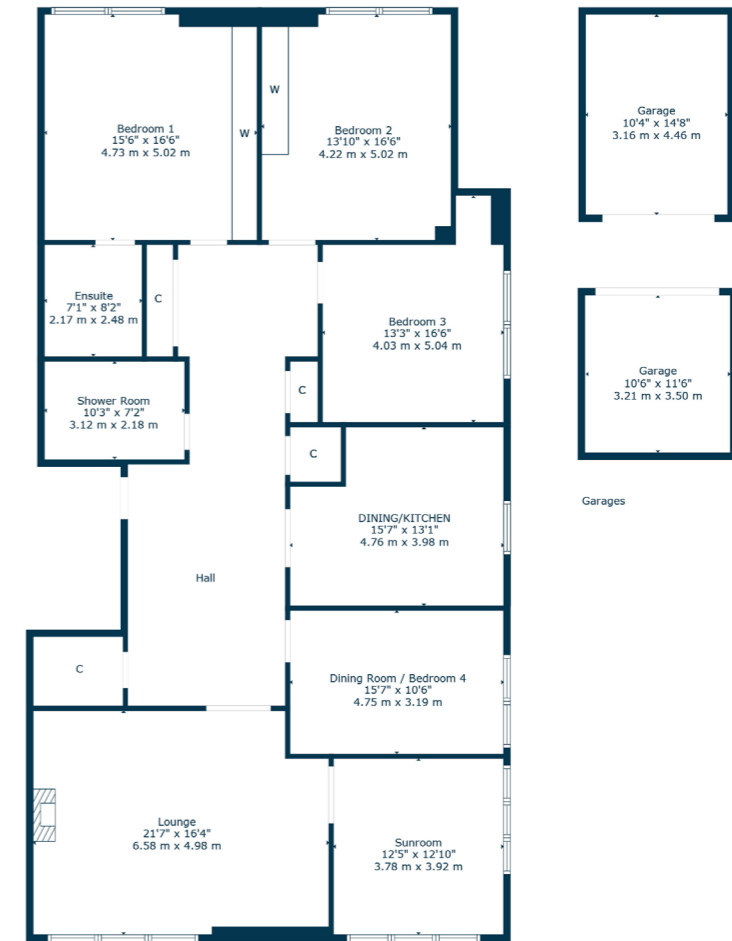 Bedroom 1
15'6" x 16'6"
4.73 m x 5.02 m
W
W
Bedroom 2
13'10" x 16'6"
4.22 m x 5.02 m
Garage
10'4" x 14'8"
3.16 m x 4.46 m
Ensuite
7'1" x 8'2"
2.17 m x 2.48 m
C
Bedroom 3
13'3" x 16'6"
4.03 m x 5.04 m
Garage
10'6" x 11'6"
3.21 m x 3.50 m
Shower Room
10'3" x 7'2"
3.12 m x 2.18 m
C
C
Garages
DINING/KITCHEN
15'7" x 13'1"
4.76 m x 3.98 m
Hall
C
Dining Room / Bedroom 4
15'7" x 10'6"
4.75 m x 3.19 m
Lounge
21'7" x 16'4"
6.58 m x 4.98 m
Sunroom
12'5" x 12'10"
3.78 m x 3.92 m